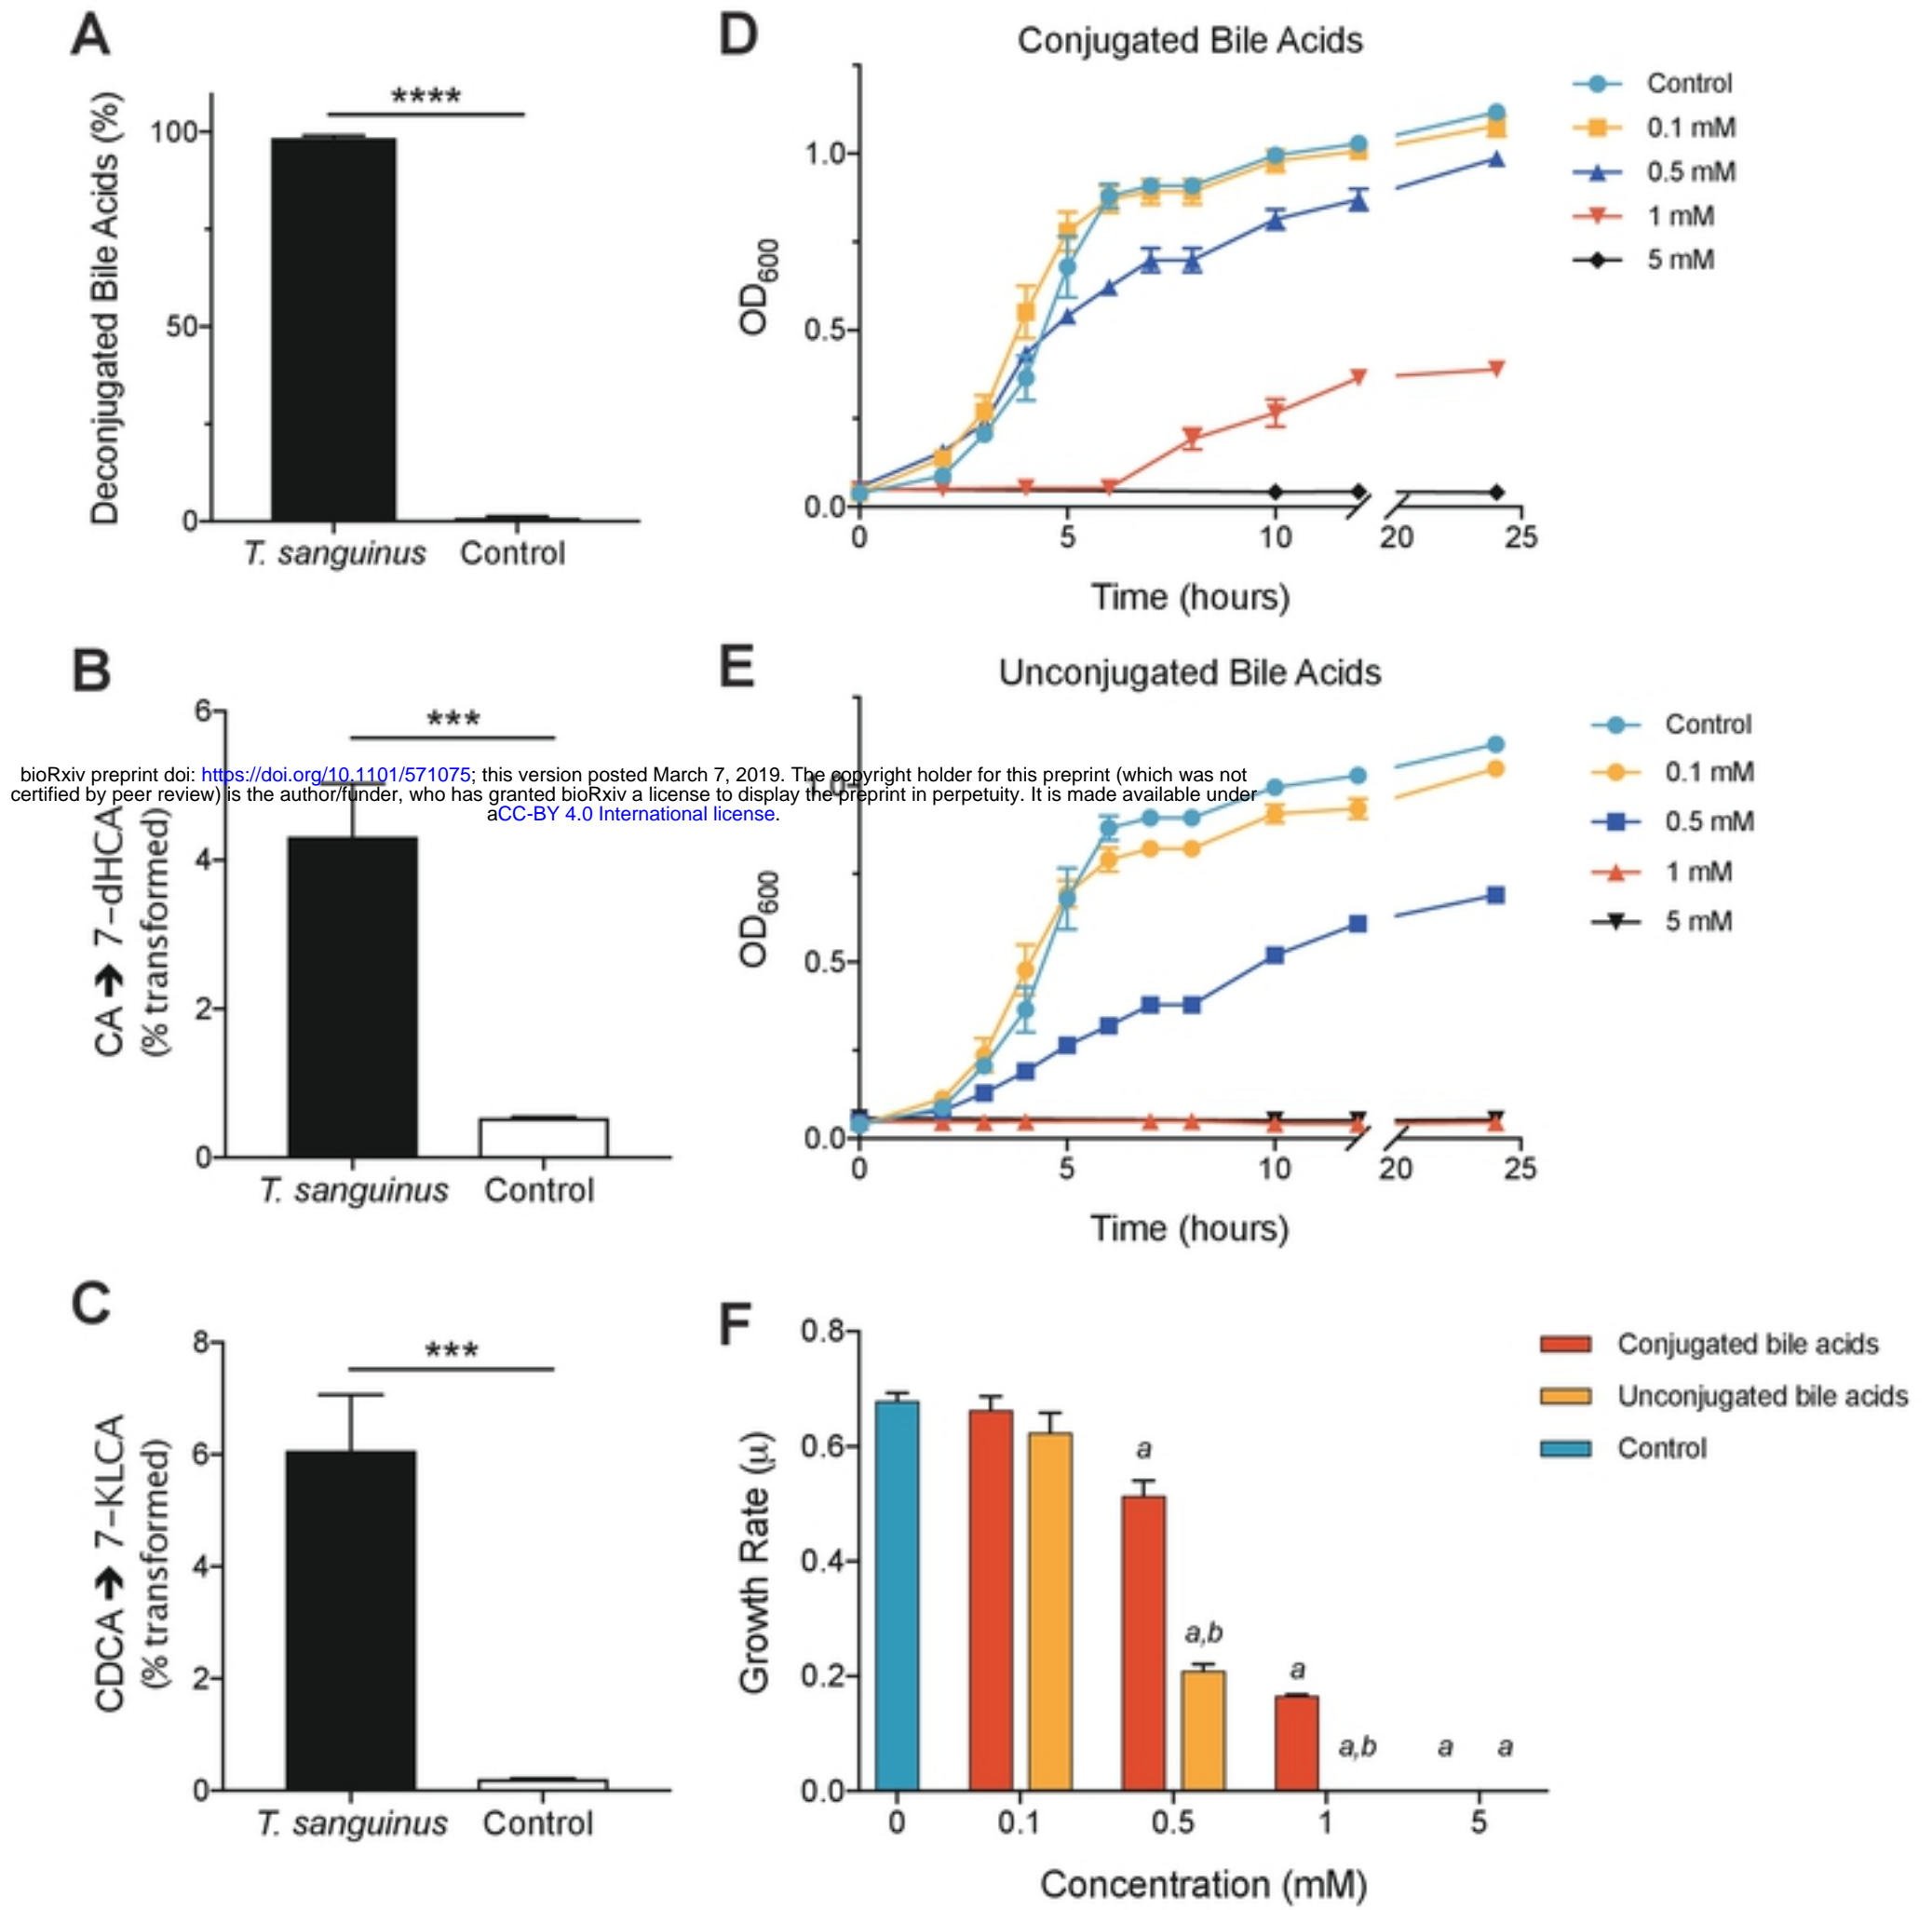 A
Deconjugated Bile Acids (%)
****
100
50
0
T. sanguinus Control
D
Conjugated Bile Acids
OD600
1.0
0.5
0.0
0 5 10 20 25
Time (hours)
Control
0.1 mM
0.5 mM
1 mM
5 mM
B
CA ➔ 7-dHCA
(% transformed)
***
6
4
2
0
T. sanguinus Control
bioRxiv preprint doi: https://doi.org/10.1101/571075; this version posted March 7, 2019. The copyright holder for this preprint (which was not
certified by peer review) is the author/funder, who has granted bioRxiv a license to display the preprint in perpetuity. It is made available under
aCC-BY 4.0 International license.
E
Unconjugated Bile Acids
OD600
1.0
0.5
0.0
0 5 10 20 25
Time (hours)
Control
0.1 mM
0.5 mM
1 mM
5 mM
C
CDCA ➔ 7-KLCA
(% transformed)
***
8
6
4
2
0
T. sanguinus Control
F
Growth Rate (µ)
0.8
0.6
0.4
0.2
0.0
a
a,b
a
a,b a a
0 0.1 0.5 1 5
Concentration (mM)
Conjugated bile acids
Unconjugated bile acids
Control